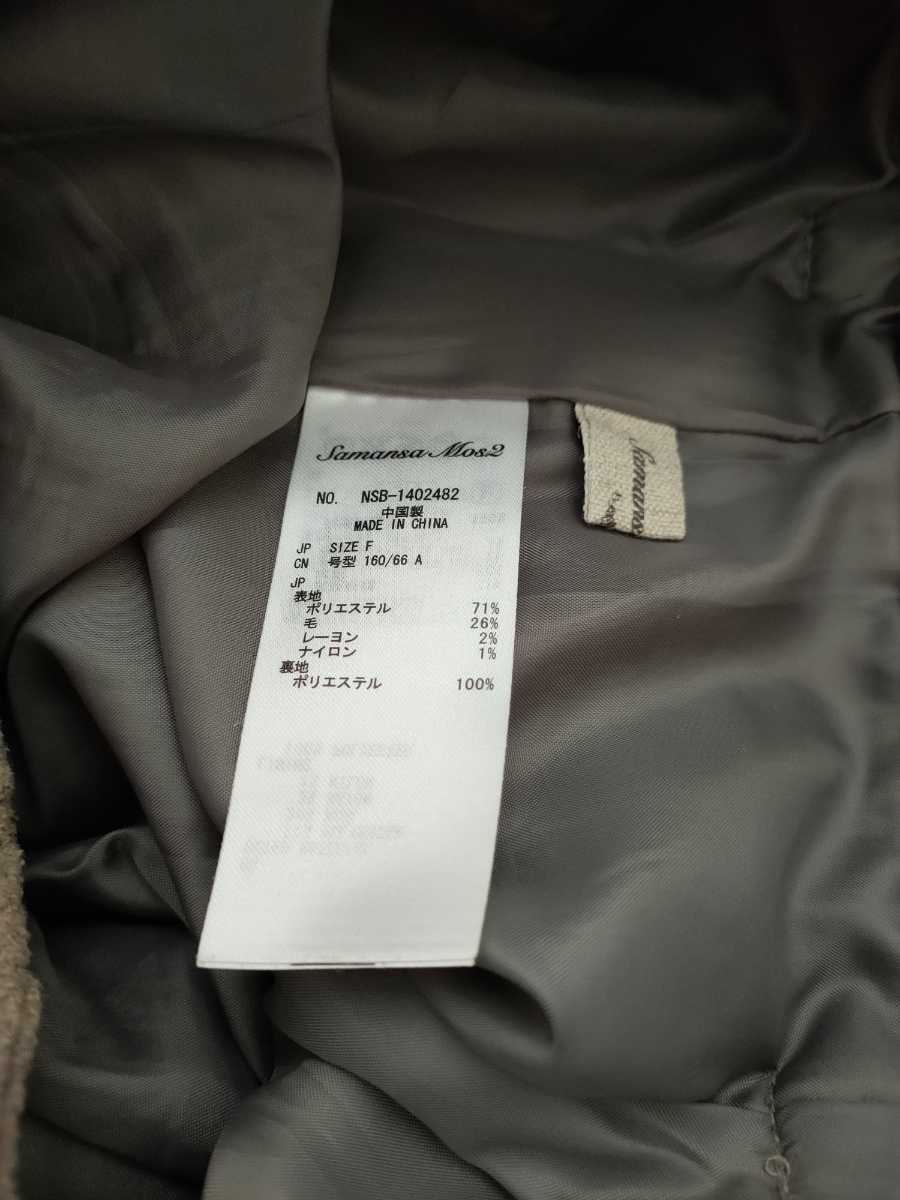 Samansa Mos2
NO. NSB-1402482
中国製
MADE IN CHINA
JP SIZE F
CN 号型 160/66 A
JP
表地
ポリエステル 71%
毛 26%
レーヨン 2%
ナイロン 1%
裏地
ポリエステル 100%
Samans